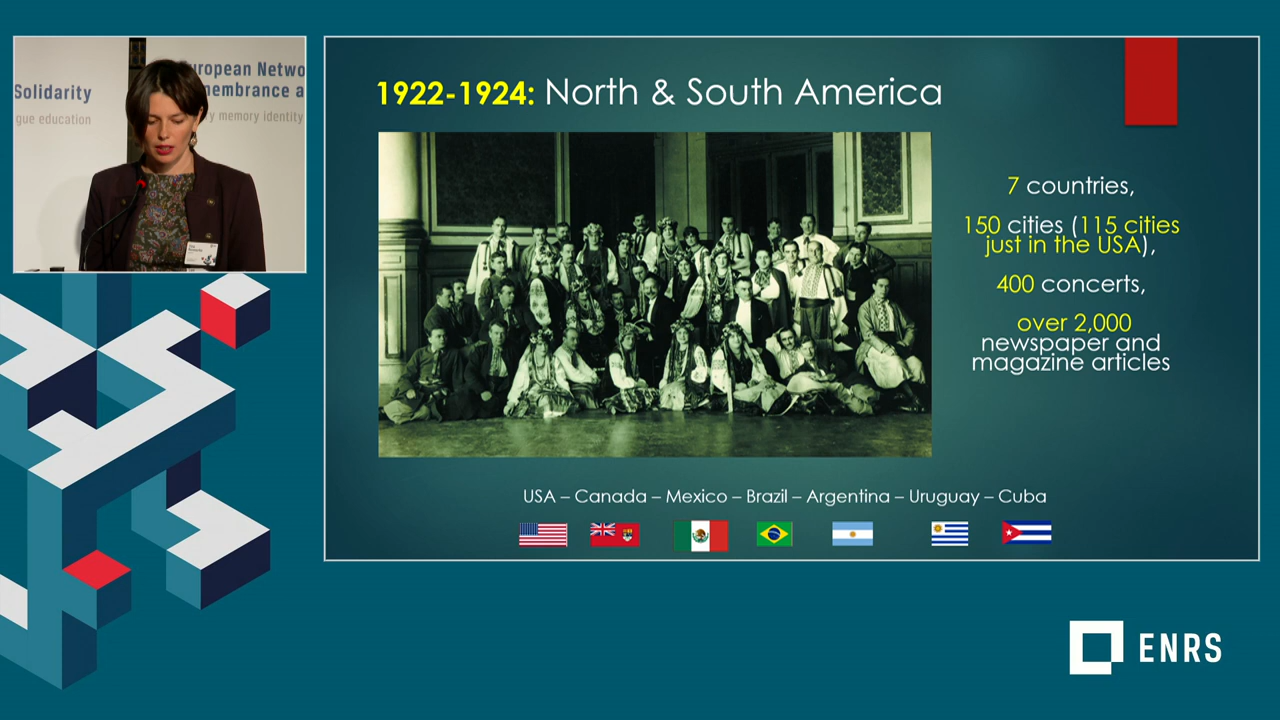 Solidarity
gue education
uropean Netwo
membrance a
y memory identity
1922-1924: North & South America
7 countries,
150 cities (115 cities
just in the USA),
400 concerts,
over 2,000
newspaper and
magazine articles
USA – Canada – Mexico – Brazil – Argentina – Uruguay – Cuba
ENRS